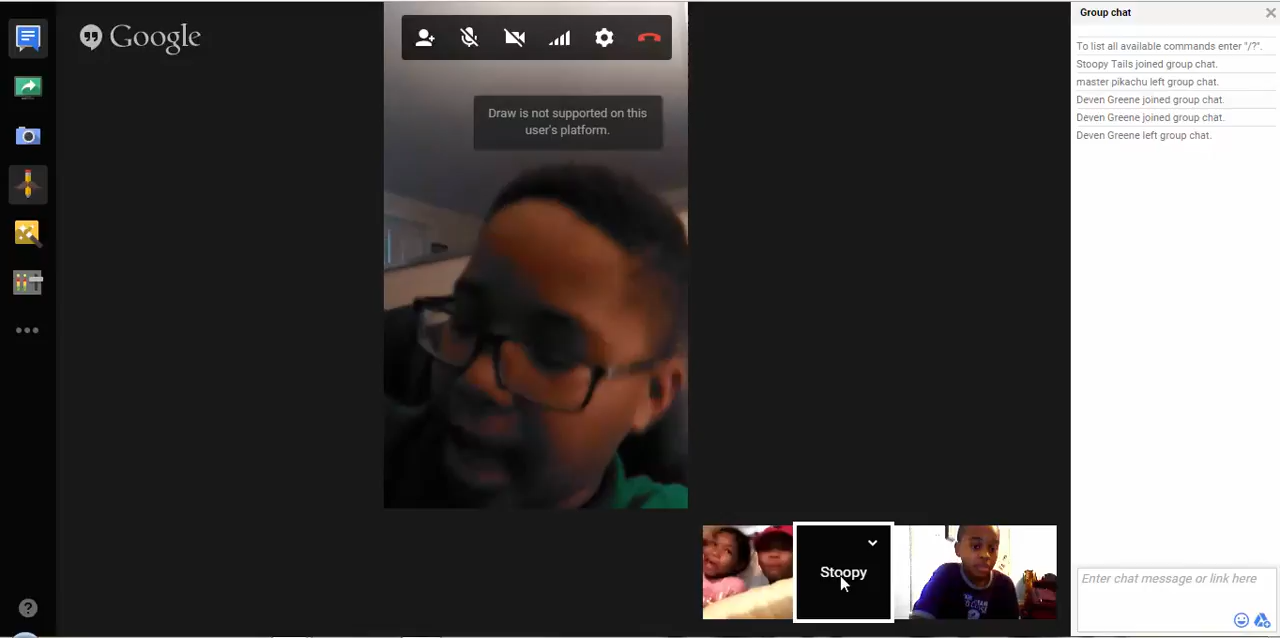 Google
Draw is not supported on this
user's platform.
Stoopy
Group chat
To list all available commands enter "/?".
Stoopy Tails joined group chat.
master pikachu left group chat.
Deven Greene joined group chat.
Deven Greene joined group chat.
Deven Greene left group chat.
Enter chat message or link here